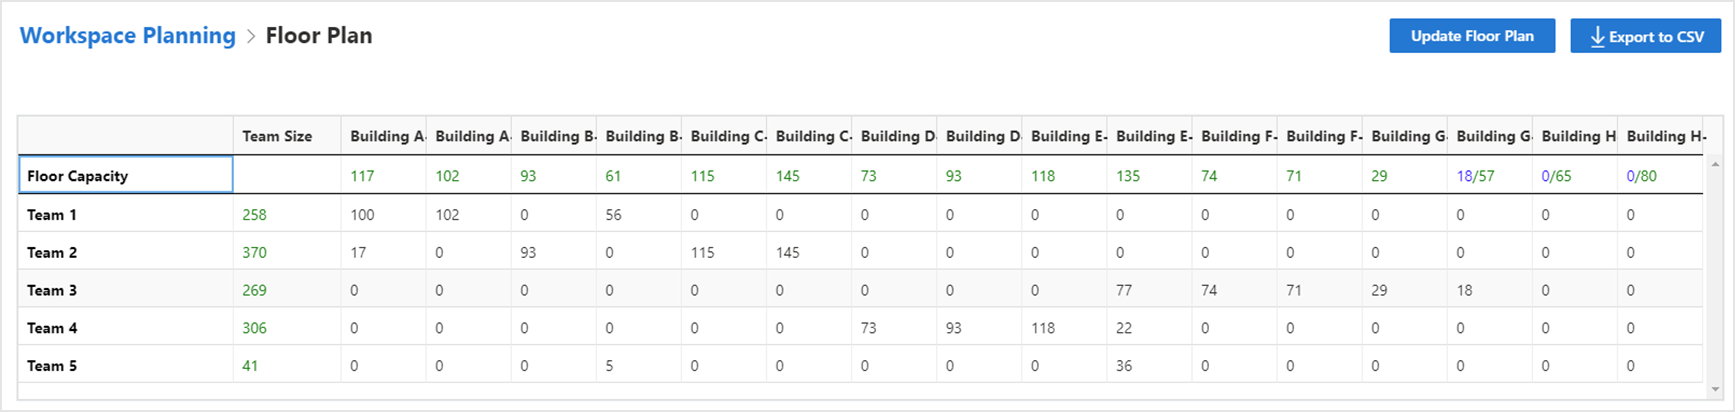 Workspace Planning > Floor Plan Update Floor Plan Export to CSV
Team Size Building A- Building A- Building B- Building B- Building C- Building C- Building D- Building D- Building E- Building E- Building F- Building F- Building G- Building G- Building H Building H-
Floor Capacity 117 102 93 61 115 145 73 93 118 135 74 71 29 18/57 0/65 0/80
Team 1 258 100 102 0 56 0 0 0 0 0 0 0 0 0 0 0 0
Team 2 370 17 0 93 0 115 145 0 0 0 0 0 0 0 0 0 0
Team 3 269 0 0 0 0 0 0 0 0 0 77 74 71 29 18 0 0
Team 4 306 0 0 0 0 0 0 73 93 118 22 0 0 0 0 0 0
Team 5 41 0 0 0 5 0 0 0 0 0 36 0 0 0 0 0 0